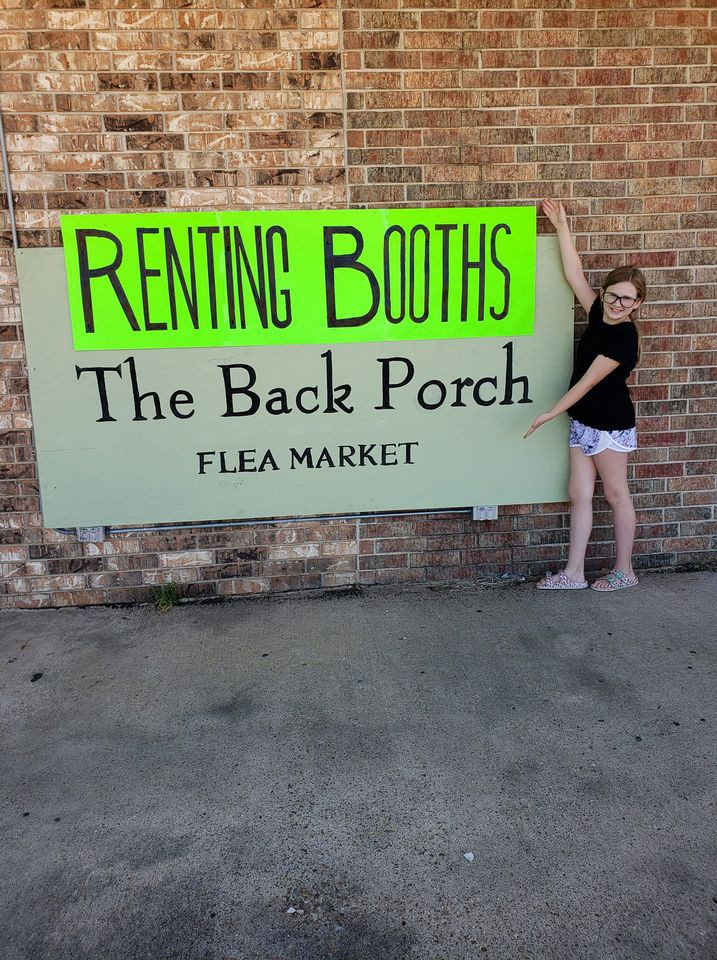 RENTING BOOTHS
The Back Porch
FLEA MARKET